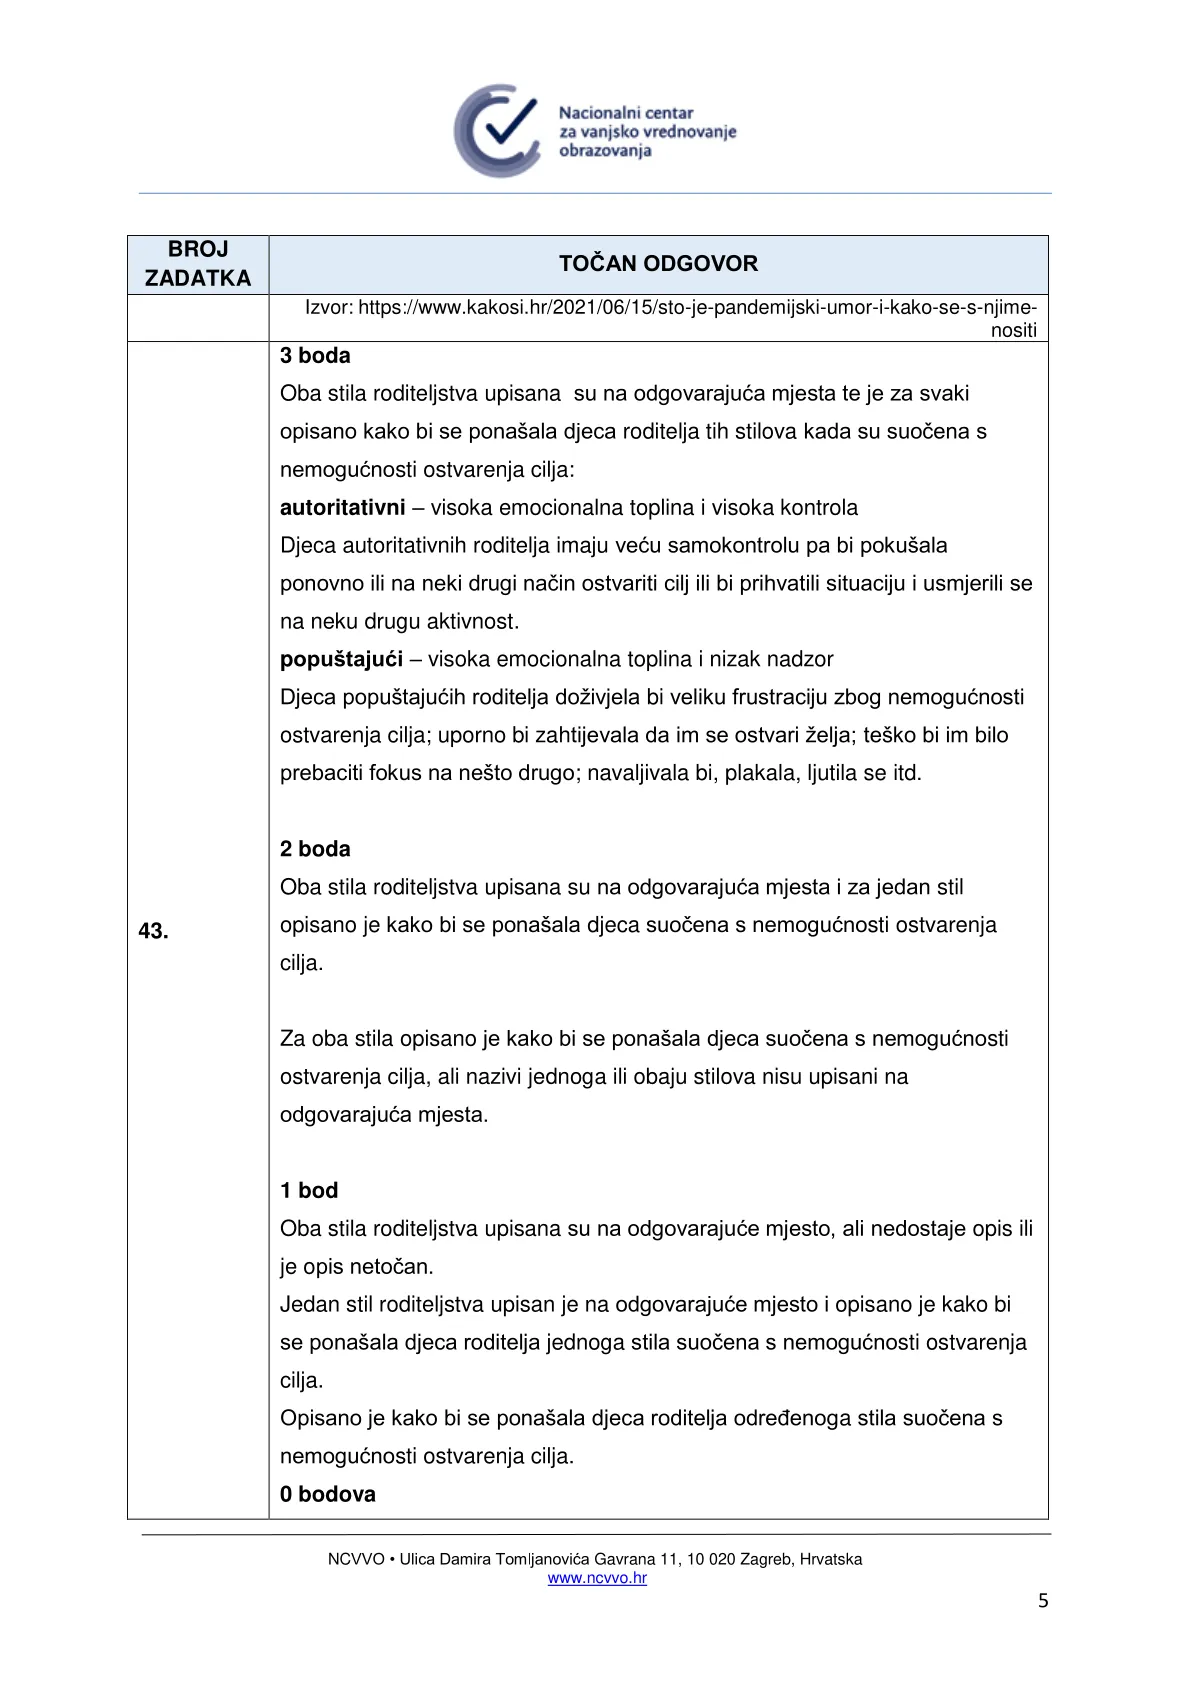 Nacionalni centar
za vanjsko vrednovanje
obrazovanja
BROJ
ZADATKA
TOČAN ODGOVOR
Izvor: https://www.kakosi.hr/2021/06/15/sto-je-pandemijski-umor-i-kako-se-s-njime-
nositi
43.
3 boda
Oba stila roditeljstva upisana  su na odgovarajuća mjesta te je za svaki
opisano kako bi se ponašala djeca roditelja tih stilova kada su suočena s
nemogućnosti ostvarenja cilja:
autoritativni – visoka emocionalna toplina i visoka kontrola
Djeca autoritativnih roditelja imaju veću samokontrolu pa bi pokušala
ponovno ili na neki drugi način ostvariti cilj ili bi prihvatili situaciju i usmjerili se
na neku drugu aktivnost.
popuštajući – visoka emocionalna toplina i nizak nadzor
Djeca popuštajućih roditelja doživjela bi veliku frustraciju zbog nemogućnosti
ostvarenja cilja; uporno bi zahtijevala da im se ostvari želja; teško bi im bilo
prebaciti fokus na nešto drugo; navaljivala bi, plakala, ljutila se itd.
2 boda
Oba stila roditeljstva upisana su na odgovarajuća mjesta i za jedan stil
opisano je kako bi se ponašala djeca suočena s nemogućnosti ostvarenja
cilja.
Za oba stila opisano je kako bi se ponašala djeca suočena s nemogućnosti
ostvarenja cilja, ali nazivi jednoga ili obaju stilova nisu upisani na
odgovarajuća mjesta.
1 bod
Oba stila roditeljstva upisana su na odgovarajuće mjesto, ali nedostaje opis ili
je opis netočan.
Jedan stil roditeljstva upisan je na odgovarajuće mjesto i opisano je kako bi
se ponašala djeca roditelja jednoga stila suočena s nemogućnosti ostvarenja
cilja.
Opisano je kako bi se ponašala djeca roditelja određenoga stila suočena s
nemogućnosti ostvarenja cilja.
0 bodova
NCVVO • Ulica Damira Tomljanovića Gavrana 11, 10 020 Zagreb, Hrvatska
www.ncvvo.hr
5